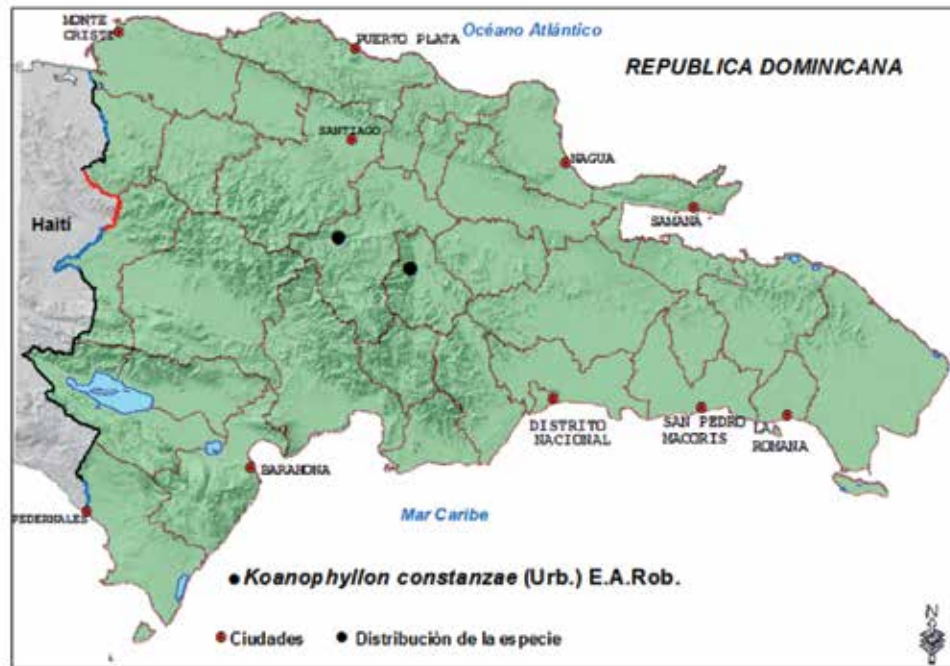 MONTE
CRISTI
PUERTO PLATA
Océano Atlántico
REPUBLICA DOMINICANA
SANTIAGO
NAGUA
SAMANA
Haití
DISTRITO
NACIONAL
SAN PEDRO
MACORIS
LA
ROMANA
BARAHONA
PEDERNALES
Mar Caribe
Koanophyllon constanzae (Urb.) E.A.Rob.
Ciudades
Distribución de la especie